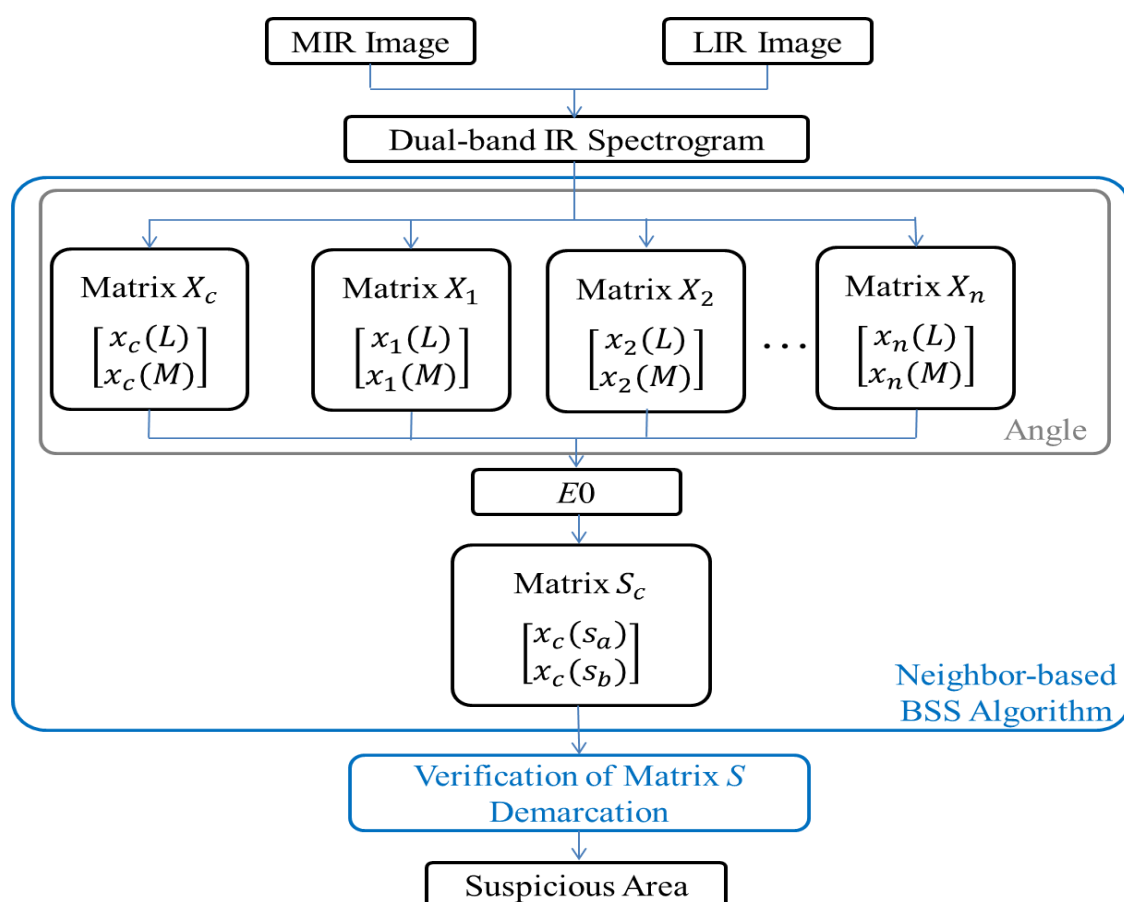 MIR Image
LIR Image
Dual-band IR Spectrogram
Matrix X_c
[x_c(L)
x_c(M)]
Matrix X_1
[x_1(L)
x_1(M)]
Matrix X_2
[x_2(L)
x_2(M)]
...
Matrix X_n
[x_n(L)
x_n(M)]
Angle
E0
Matrix S_c
[x_c(s_a)
x_c(s_b)]
Neighbor-based
BSS Algorithm
Verification of Matrix S
Demarcation
Suspicious Area